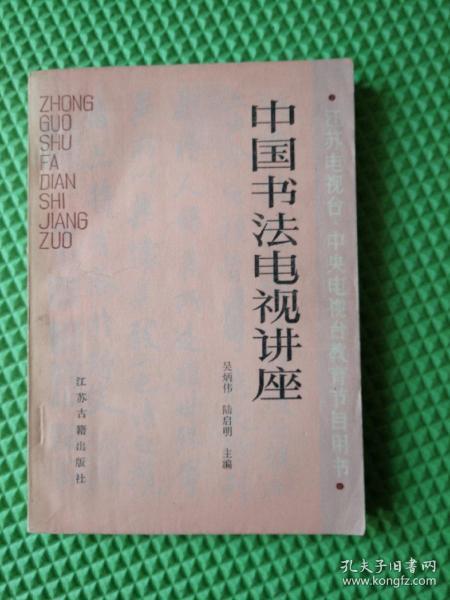 ZHONG
GUO
SHU
FA
DIAN
SHI
JIANG
ZUO
中国书法电视讲座
江苏电视台·中央电视台教育节目用书
吴炳伟 陆启明 主编
江苏古籍出版社
孔夫子旧书网
www.kongfz.com